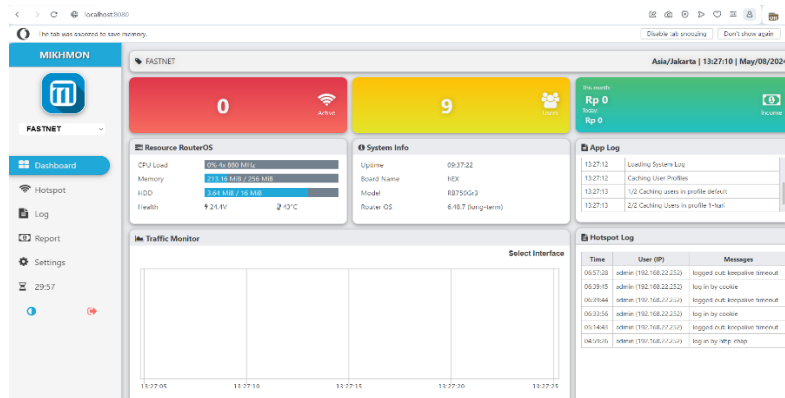 localhost:8080
The tab was snoozed to save memory.
Disable tab snoozing
Don't show again
MIKHMON
FASTNET
Asia/Jakarta | 13:27:10 | May/08/2024
FASTNET
0
Active
9
Users
This month
Rp 0
Today
Rp 0
Income
Dashboard
Hotspot
Log
Report
Settings
29:57
Resource RouterOS
CPU Load 0% 4x 880 MHz
Memory 213.16 MiB / 256 MiB
HDD 3.64 MiB / 16 MiB
Health 24.4V 43°C
System Info
Uptime 09:37:22
Board Name hEX
Model RB750Gr3
Router OS 6.48.7 (long-term)
App Log
13:27:12 Loading System Log
13:27:12 Caching User Profiles
13:27:13 1/2 Caching users in profile default
13:27:13 2/2 Caching Users in profile 1-hari
Traffic Monitor
Select Interface
13:27:05 13:27:10 13:27:15 13:27:20 13:27:25
Hotspot Log
Time User (IP) Messages
06:57:28 admin (192.168.22.252) logged out: keepalive timeout
06:39:45 admin (192.168.22.252) log in by cookie
06:39:44 admin (192.168.22.252) logged out: keepalive timeout
06:33:56 admin (192.168.22.252) log in by cookie
05:14:43 admin (192.168.22.252) logged out: keepalive timeout
04:59:26 admin (192.168.22.252) log in by http-chap